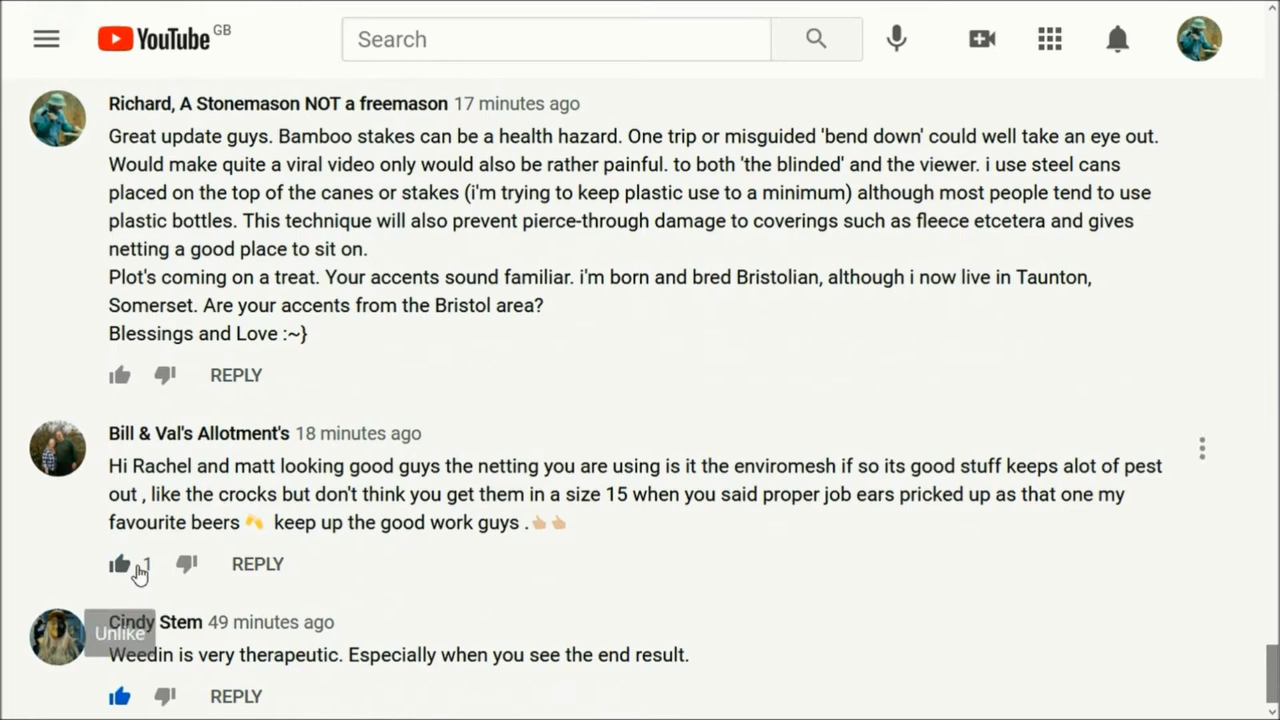 YouTube GB
Search
Richard, A Stonemason NOT a freemason 17 minutes ago
Great update guys. Bamboo stakes can be a health hazard. One trip or misguided 'bend down' could well take an eye out.
Would make quite a viral video only would also be rather painful. to both 'the blinded' and the viewer. i use steel cans
placed on the top of the canes or stakes (i'm trying to keep plastic use to a minimum) although most people tend to use
plastic bottles. This technique will also prevent pierce-through damage to coverings such as fleece etcetera and gives
netting a good place to sit on.
Plot's coming on a treat. Your accents sound familiar. i'm born and bred Bristolian, although i now live in Taunton,
Somerset. Are your accents from the Bristol area?
Blessings and Love :~}
REPLY
Bill & Val's Allotment's 18 minutes ago
Hi Rachel and matt looking good guys the netting you are using is it the enviromesh if so its good stuff keeps alot of pest
out , like the crocks but don't think you get them in a size 15 when you said proper job ears pricked up as that one my
favourite beers 🍻 keep up the good work guys .👍🏼👍🏼
1 REPLY
Cindy Stem 49 minutes ago
Unlike
Weedin is very therapeutic. Especially when you see the end result.
REPLY